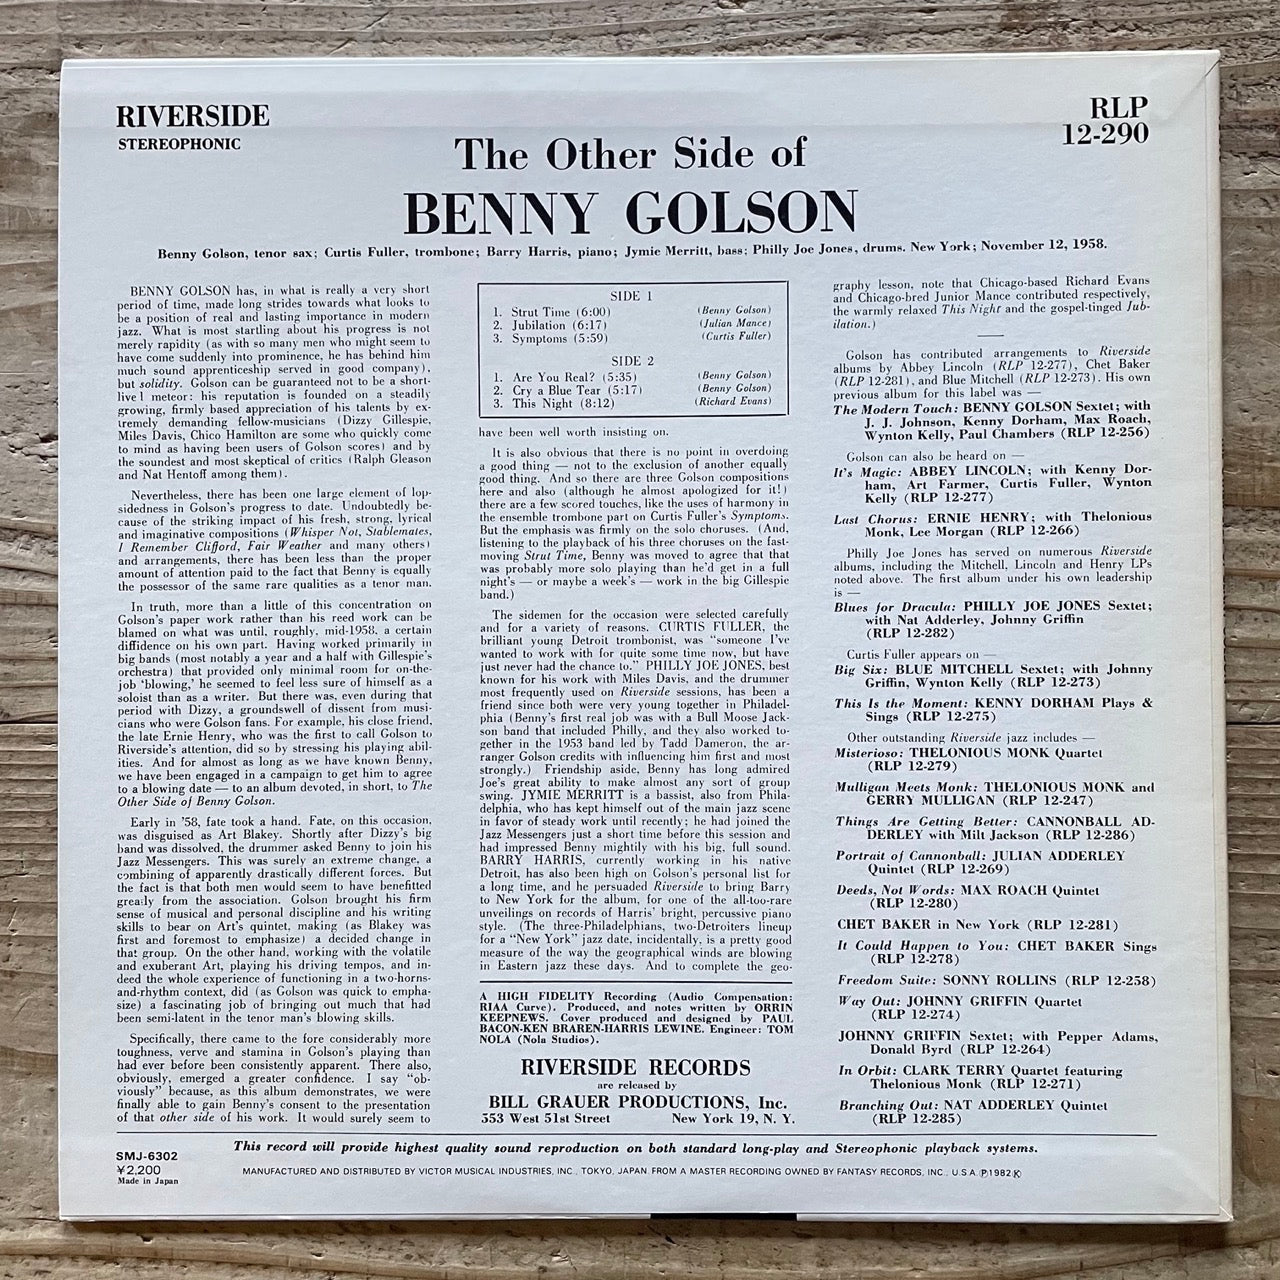 RIVERSIDE
STEREOPHONIC
RLP
12-290
The Other Side of
BENNY GOLSON
Benny Golson, tenor sax; Curtis Fuller, trombone; Barry Harris, piano; Jymie Merritt, bass; Philly Joe Jones, drums. New York; November 12, 1958.
BENNY GOLSON has, in what is really a very short
period of time, made long strides towards what looks to
be a position of real and lasting importance in modern
jazz. What is most startling about his progress is not
merely rapidity (as with so many men who might seem to
have come suddenly into prominence, he has behind him
much sound apprenticeship served in good company),
but solidity. Golson can be guaranteed not to be a short-
live l meteor: his reputation is founded on a steadily
growing, firmly based appreciation of his talents by ex-
tremely demanding fellow-musicians (Dizzy Gillespie,
Miles Davis, Chico Hamilton are some who quickly come
to mind as having been users of Golson scores) and by
the soundest and most skeptical of critics (Ralph Gleason
and Nat Hentoff among them).
Nevertheless, there has been one large element of lop-
sidedness in Golson's progress to date. Undoubtedly be-
cause of the striking impact of his fresh, strong, lyrical
and imaginative compositions (Whisper Not, Stablemates,
I Remember Clifford, Fair Weather and many others)
and arrangements, there has been less than the proper
amount of attention paid to the fact that Benny is equally
the possessor of the same rare qualities as a tenor man.
In truth, more than a little of this concentration on
Golson's paper work rather than his reed work can be
blamed on what was until, roughly, mid-1958, a certain
diffidence on his own part. Having worked primarily in
big bands (most notably a year and a half with Gillespie's
orchestra) that provided only minimal room for on-the-
job 'blowing,' he seemed to feel less sure of himself as a
soloist than as a writer. But there was, even during that
period with Dizzy, a groundswell of dissent from musi-
cians who were Golson fans. For example, his close friend,
the late Ernie Henry, who was the first to call Golson to
Riverside's attention, did so by stressing his playing abil-
ities. And for almost as long as we have known Benny,
we have been engaged in a campaign to get him to agree
to a blowing date — to an album devoted, in short, to The
Other Side of Benny Golson.
Early in '58, fate took a hand. Fate, on this occasion,
was disguised as Art Blakey. Shortly after Dizzy's big
band was dissolved, the drummer asked Benny to join his
Jazz Messengers. This was surely an extreme change, a
combining of apparently drastically different forces. But
the fact is that both men would seem to have benefitted
greatly from the association. Golson brought his firm
sense of musical and personal discipline and his writing
skills to bear on Art's quintet, making (as Blakey was
first and foremost to emphasize) a decided change in
that group. On the other hand, working with the volatile
and exuberant Art, playing his driving tempos, and in-
deed the whole experience of functioning in a two-horns-
and-rhythm context, did (as Golson was quick to empha-
size) a fascinating job of bringing out much that had
been semi-latent in the tenor man's blowing skills.
Specifically, there came to the fore considerably more
toughness, verve and stamina in Golson's playing than
had ever before been consistently apparent. There also,
obviously, emerged a greater confidence. I say "ob-
viously" because, as this album demonstrates, we were
finally able to gain Benny's consent to the presentation
of that other side of his work. It would surely seem to
SIDE 1
1. Strut Time (6:00) (Benny Golson)
2. Jubilation (6:17) (Julian Mance)
3. Symptoms (5:59) (Curtis Fuller)
SIDE 2
1. Are You Real? (5:35) (Benny Golson)
2. Cry a Blue Tear (5:17) (Benny Golson)
3. This Night (8:12) (Richard Evans)
have been well worth insisting on.
It is also obvious that there is no point in overdoing
a good thing — not to the exclusion of another equally
good thing. And so there are three Golson compositions
here and also (although he almost apologized for it!)
there are a few scored touches, like the uses of harmony in
the ensemble trombone part on Curtis Fuller's Symptoms.
But the emphasis was firmly on the solo choruses. (And,
listening to the playback of his three choruses on the fast-
moving Strut Time, Benny was moved to agree that that
was probably more solo playing than he'd get in a full
night's — or maybe a week's — work in the big Gillespie
band.)
The sidemen for the occasion were selected carefully
and for a variety of reasons. CURTIS FULLER, the
brilliant young Detroit trombonist, was "someone I've
wanted to work with for quite some time now, but have
just never had the chance to." PHILLY JOE JONES, best
known for his work with Miles Davis, and the drummer
most frequently used on Riverside sessions, has been a
friend since both were very young together in Philadel-
phia (Benny's first real job was with a Bull Moose Jack-
son band that included Philly, and they also worked to-
gether in the 1953 band led by Tadd Dameron, the ar-
ranger Golson credits with influencing him first and most
strongly.) Friendship aside, Benny has long admired
Joe's great ability to make almost any sort of group
swing. JYMIE MERRITT is a bassist, also from Phila-
delphia, who has kept himself out of the main jazz scene
in favor of steady work until recently; he had joined the
Jazz Messengers just a short time before this session and
had impressed Benny mightily with his big, full sound.
BARRY HARRIS, currently working in his native
Detroit, has also been high on Golson's personal list for
a long time, and he persuaded Riverside to bring Barry
to New York for the album, for one of the all-too-rare
unveilings on records of Harris' bright, percussive piano
style. (The three-Philadelphians, two-Detroiters lineup
for a "New York" jazz date, incidentally, is a pretty good
measure of the way the geographical winds are blowing
in Eastern jazz these days. And to complete the geo-
A HIGH FIDELITY Recording (Audio Compensation:
RIAA Curve). Produced, and notes written by ORRIN
KEEPNEWS. Cover produced and designed by PAUL
BACON-KEN BRAREN-HARRIS LEWINE. Engineer: TOM
NOLA (Nola Studios).
RIVERSIDE RECORDS
are released by
BILL GRAUER PRODUCTIONS, Inc.
553 West 51st Street New York 19, N. Y.
graphy lesson, note that Chicago-based Richard Evans
and Chicago-bred Junior Mance contributed respectively,
the warmly relaxed This Night and the gospel-tinged Jub-
ilation.)
Golson has contributed arrangements to Riverside
albums by Abbey Lincoln (RLP 12-277), Chet Baker
(RLP 12-281), and Blue Mitchell (RLP 12-273). His own
previous album for this label was —
The Modern Touch: BENNY GOLSON Sextet; with
J. J. Johnson, Kenny Dorham, Max Roach,
Wynton Kelly, Paul Chambers (RLP 12-256)
Golson can also be heard on —
It's Magic: ABBEY LINCOLN; with Kenny Dor-
ham, Art Farmer, Curtis Fuller, Wynton
Kelly (RLP 12-277)
Last Chorus: ERNIE HENRY; with Thelonious
Monk, Lee Morgan (RLP 12-266)
Philly Joe Jones has served on numerous Riverside
albums, including the Mitchell, Lincoln and Henry LPs
noted above. The first album under his own leadership
is —
Blues for Dracula: PHILLY JOE JONES Sextet;
with Nat Adderley, Johnny Griffin
(RLP 12-282)
Curtis Fuller appears on —
Big Six: BLUE MITCHELL Sextet; with Johnny
Griffin, Wynton Kelly (RLP 12-273)
This Is the Moment: KENNY DORHAM Plays &
Sings (RLP 12-275)
Other outstanding Riverside jazz includes —
Misterioso: THELONIOUS MONK Quartet
(RLP 12-279)
Mulligan Meets Monk: THELONIOUS MONK and
GERRY MULLIGAN (RLP 12-247)
Things Are Getting Better: CANNONBALL AD-
DERLEY with Milt Jackson (RLP 12-286)
Portrait of Cannonball: JULIAN ADDERLEY
Quintet (RLP 12-269)
Deeds, Not Words: MAX ROACH Quintet
(RLP 12-280)
CHET BAKER in New York (RLP 12-281)
It Could Happen to You: CHET BAKER Sings
(RLP 12-278)
Freedom Suite: SONNY ROLLINS (RLP 12-258)
Way Out: JOHNNY GRIFFIN Quartet
(RLP 12-274)
JOHNNY GRIFFIN Sextet; with Pepper Adams,
Donald Byrd (RLP 12-264)
In Orbit: CLARK TERRY Quartet featuring
Thelonious Monk (RLP 12-271)
Branching Out: NAT ADDERLEY Quintet
(RLP 12-285)
This record will provide highest quality sound reproduction on both standard long-play and Stereophonic playback systems.
SMJ-6302
¥2,200
Made in Japan
MANUFACTURED AND DISTRIBUTED BY VICTOR MUSICAL INDUSTRIES, INC., TOKYO, JAPAN FROM A MASTER RECORDING OWNED BY FANTASY RECORDS, INC., U.S.A. Ⓟ1982 Ⓚ